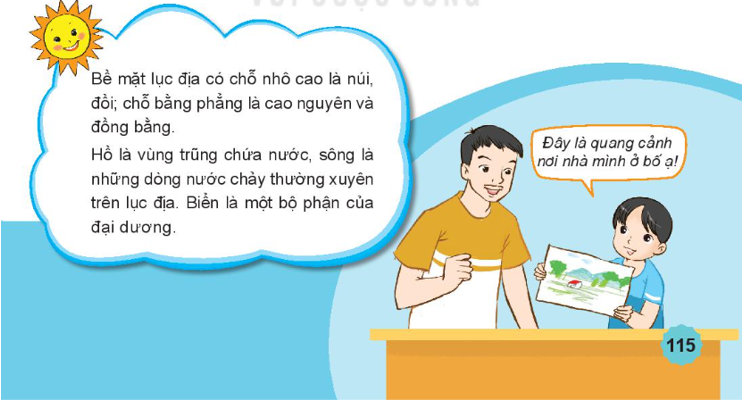 Bề mặt lục địa có chỗ nhô cao là núi,
đồi; chỗ bằng phẳng là cao nguyên và
đồng bằng.
Hồ là vùng trũng chứa nước, sông là
những dòng nước chảy thường xuyên
trên lục địa. Biển là một bộ phận của
đại dương.
Đây là quang cảnh
nơi nhà mình ở bố ạ!
115